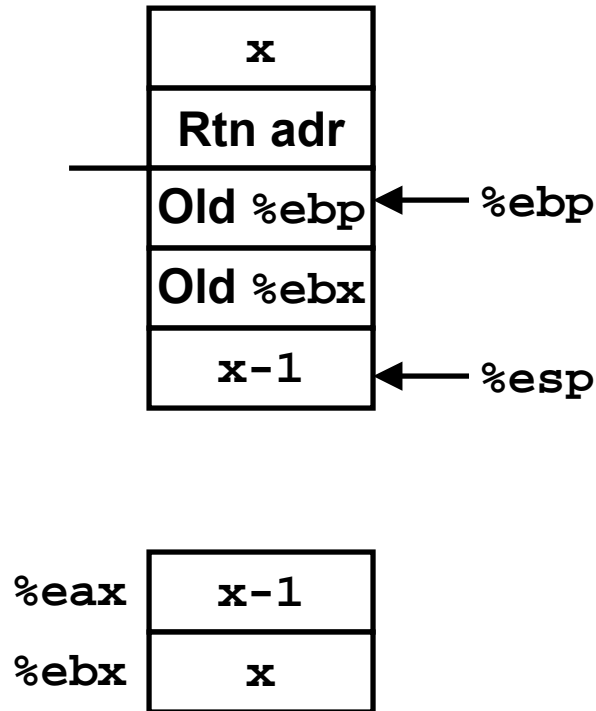 x
Rtn adr
Old %ebp %ebp
Old %ebx
x-1 %esp
%eax x-1
%ebx x